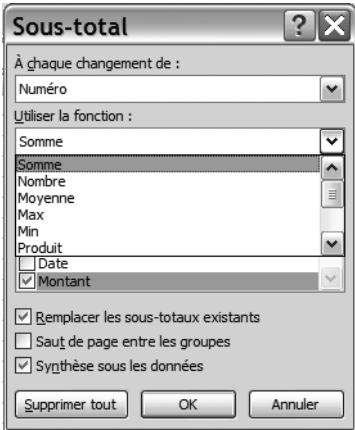 Sous-total
À chaque changement de :
Numéro
Utiliser la fonction :
Somme
Somme
Nombre
Moyenne
Max
Min
Produit
Date
Montant
Remplacer les sous-totaux existants
Saut de page entre les groupes
Synthèse sous les données
Supprimer tout OK Annuler